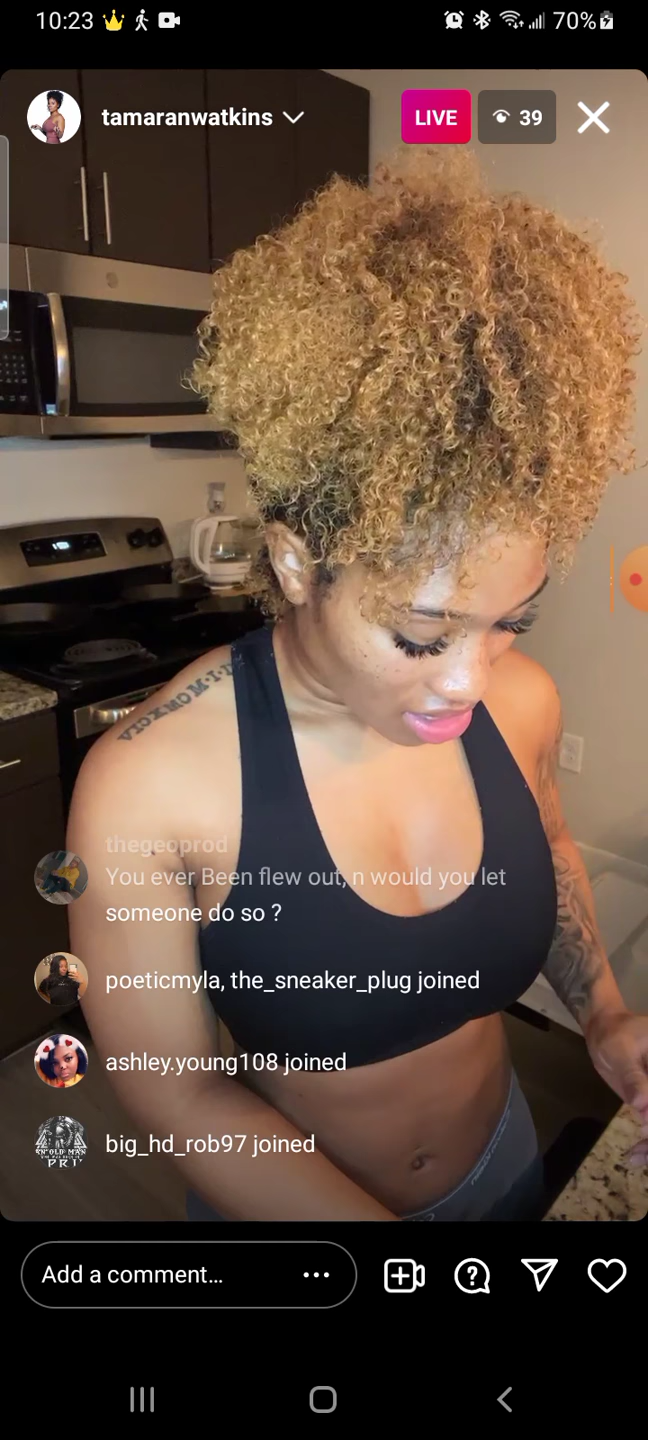 10:23
70%
tamaranwatkins
LIVE
39
thegeoprod
You ever Been flew out, n would you let
someone do so ?
poeticmyla, the_sneaker_plug joined
ashley.young108 joined
big_hd_rob97 joined
Add a comment...